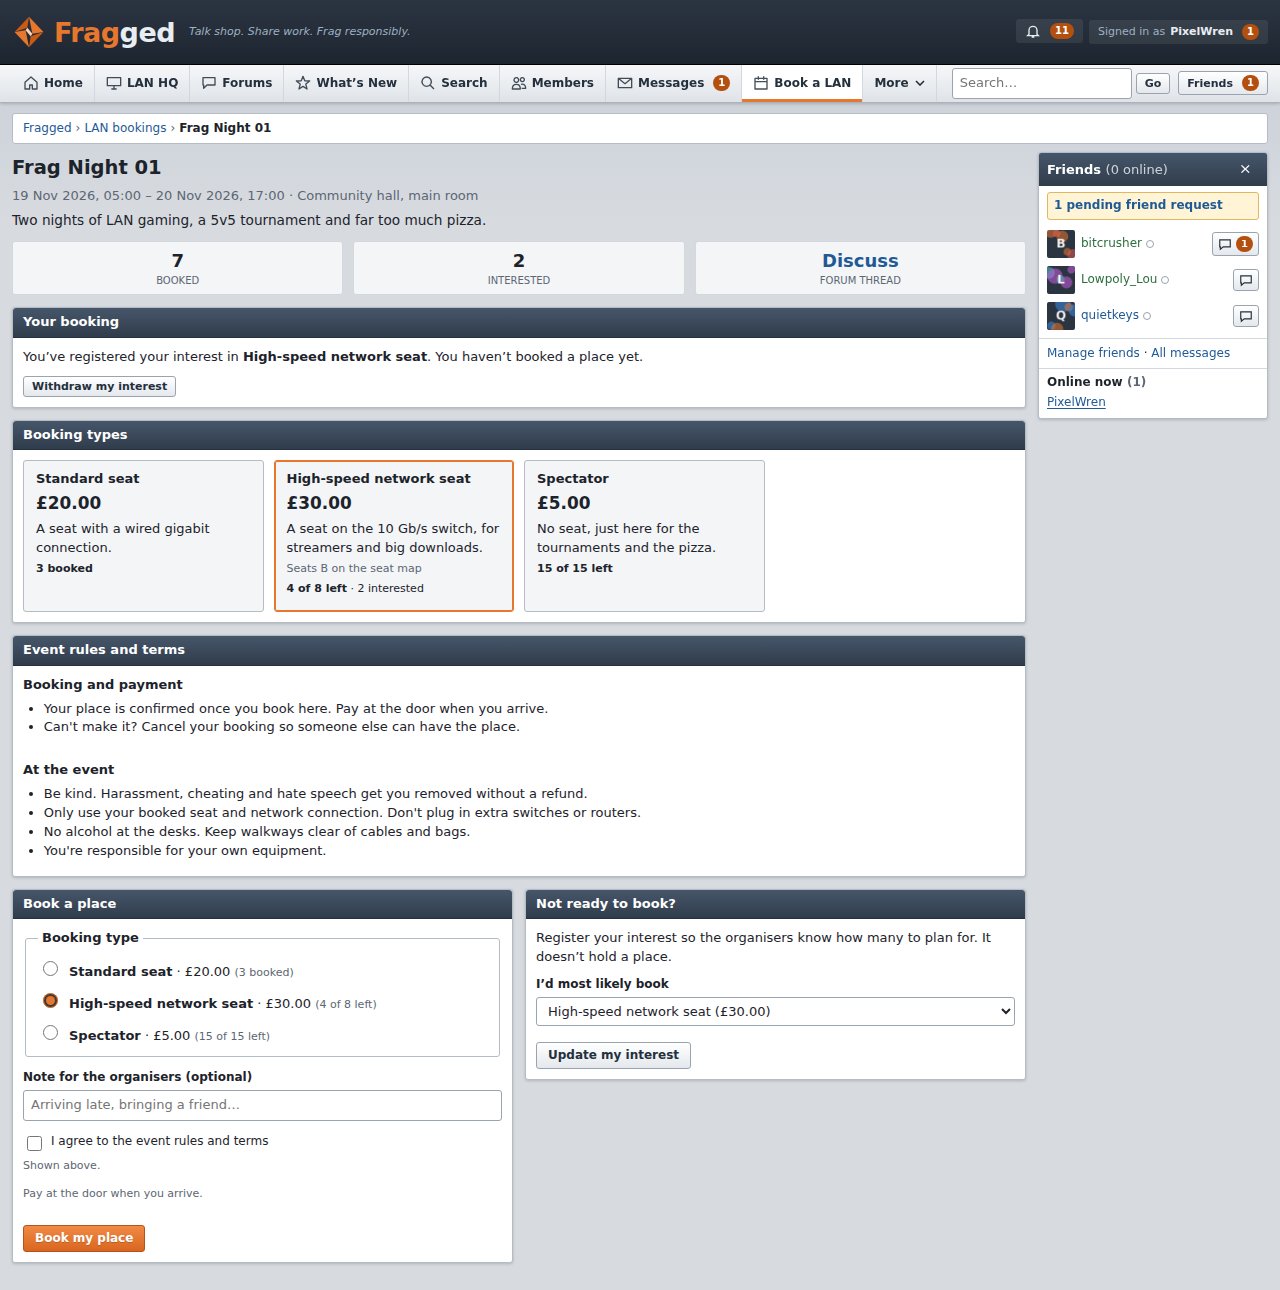 Fragged
Talk shop. Share work. Frag responsibly.
11
Signed in as PixelWren 1
Home
LAN HQ
Forums
What’s New
Search
Members
Messages 1
Book a LAN
More
Search…
Go
Friends 1
Fragged › LAN bookings › Frag Night 01
Frag Night 01
19 Nov 2026, 05:00 – 20 Nov 2026, 17:00 · Community hall, main room
Two nights of LAN gaming, a 5v5 tournament and far too much pizza.
7
BOOKED
2
INTERESTED
Discuss
FORUM THREAD
Your booking
You’ve registered your interest in High-speed network seat. You haven’t booked a place yet.
Withdraw my interest
Booking types
Standard seat
£20.00
A seat with a wired gigabit
connection.
3 booked
High-speed network seat
£30.00
A seat on the 10 Gb/s switch, for
streamers and big downloads.
Seats B on the seat map
4 of 8 left · 2 interested
Spectator
£5.00
No seat, just here for the
tournaments and the pizza.
15 of 15 left
Event rules and terms
Booking and payment
• Your place is confirmed once you book here. Pay at the door when you arrive.
• Can't make it? Cancel your booking so someone else can have the place.
At the event
• Be kind. Harassment, cheating and hate speech get you removed without a refund.
• Only use your booked seat and network connection. Don't plug in extra switches or routers.
• No alcohol at the desks. Keep walkways clear of cables and bags.
• You're responsible for your own equipment.
Book a place
Booking type
Standard seat · £20.00 (3 booked)
High-speed network seat · £30.00 (4 of 8 left)
Spectator · £5.00 (15 of 15 left)
Note for the organisers (optional)
Arriving late, bringing a friend…
I agree to the event rules and terms
Shown above.
Pay at the door when you arrive.
Book my place
Not ready to book?
Register your interest so the organisers know how many to plan for. It
doesn’t hold a place.
I’d most likely book
High-speed network seat (£30.00)
Update my interest
Friends (0 online) ×
1 pending friend request
B bitcrusher 1
L Lowpoly_Lou
Q quietkeys
Manage friends · All messages
Online now (1)
PixelWren